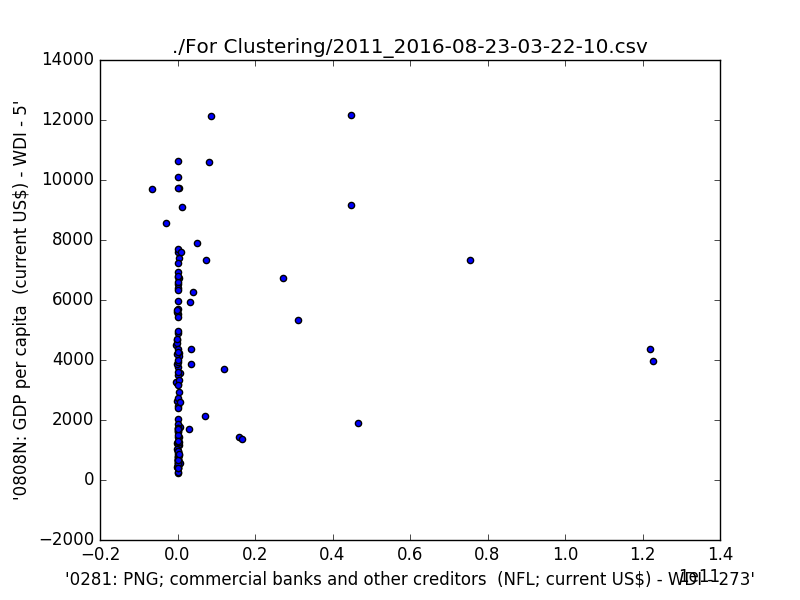 ./For Clustering/2011_2016-08-23-03-22-10.csv
14000
12000
10000
8000
6000
4000
2000
0
−2000
'0808N: GDP per capita  (current US$) - WDI - 5'
−0.2 0.0 0.2 0.4 0.6 0.8 1.0 1.2 1.4
1e11
'0281: PNG; commercial banks and other creditors  (NFL; current US$) - WDI - 273'